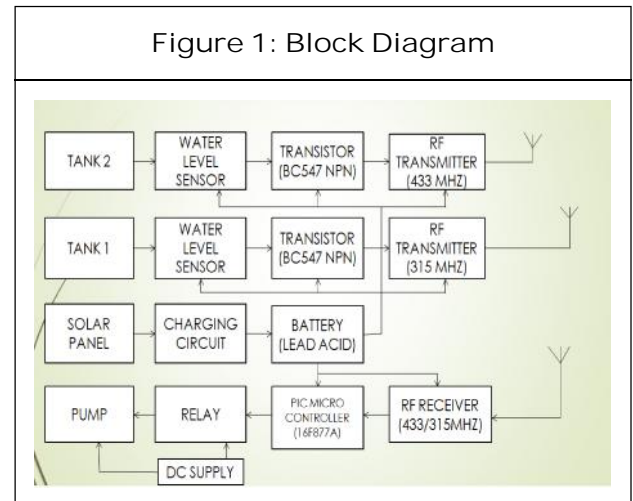 Figure 1: Block Diagram
TANK 2
WATER
LEVEL
SENSOR
TRANSISTOR
(BC547 NPN)
RF
TRANSMITTER
(433 MHZ)
TANK 1
WATER
LEVEL
SENSOR
TRANSISTOR
(BC547 NPN)
RF
TRANSMITTER
(315 MHZ)
SOLAR
PANEL
CHARGING
CIRCUIT
BATTERY
(LEAD ACID)
PUMP
RELAY
PIC MICRO
CONTROLLER
(16F877A)
RF RECEIVER
(433/315MHZ)
DC SUPPLY